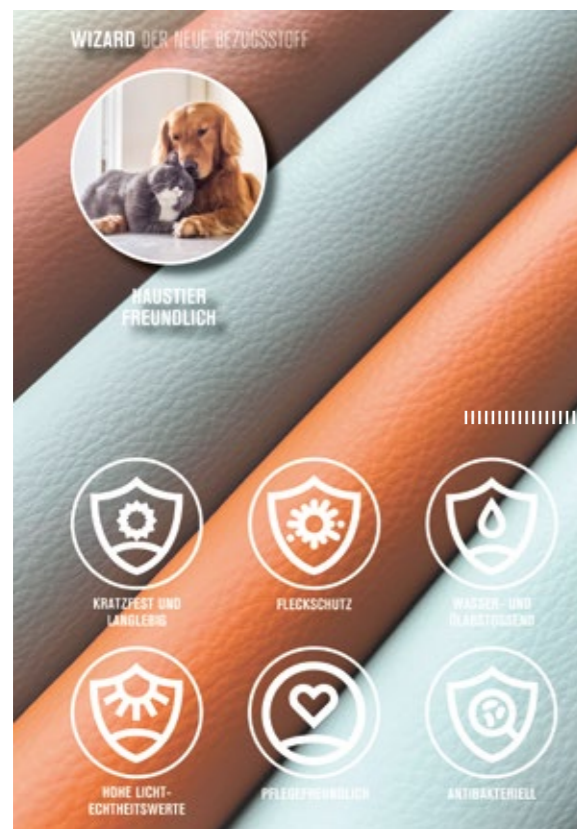 WIZARD DER NEUE BEZUGSSTOFF
HAUSTIER
FREUNDLICH
KRATZFEST UND
LANGLEBIG
FLECKSCHUTZ
WASSER- UND
ÖLABSTOSSEND
HOHE LICHT-
ECHTHEITSWERTE
PFLEGEFREUNDLICH
ANTIBAKTERIELL